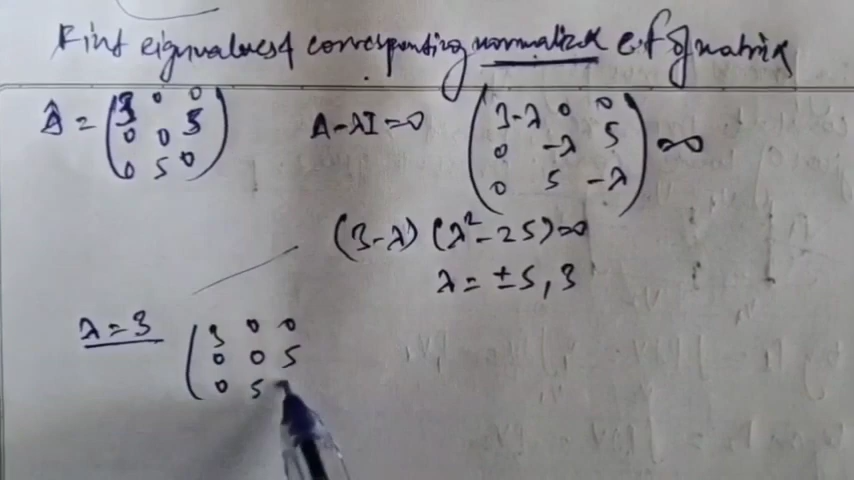 Find eigenvalues & corresponding normalized e.f of matrix
Â = (3 0 0
0 0 5
0 5 0)
A-λI=0
(3-λ 0 0
0 -λ 5
0 5 -λ) =0
(3-λ) (λ²-25)=0
λ= ±5, 3
λ=3
(3 0 0
0 0 5
0 5